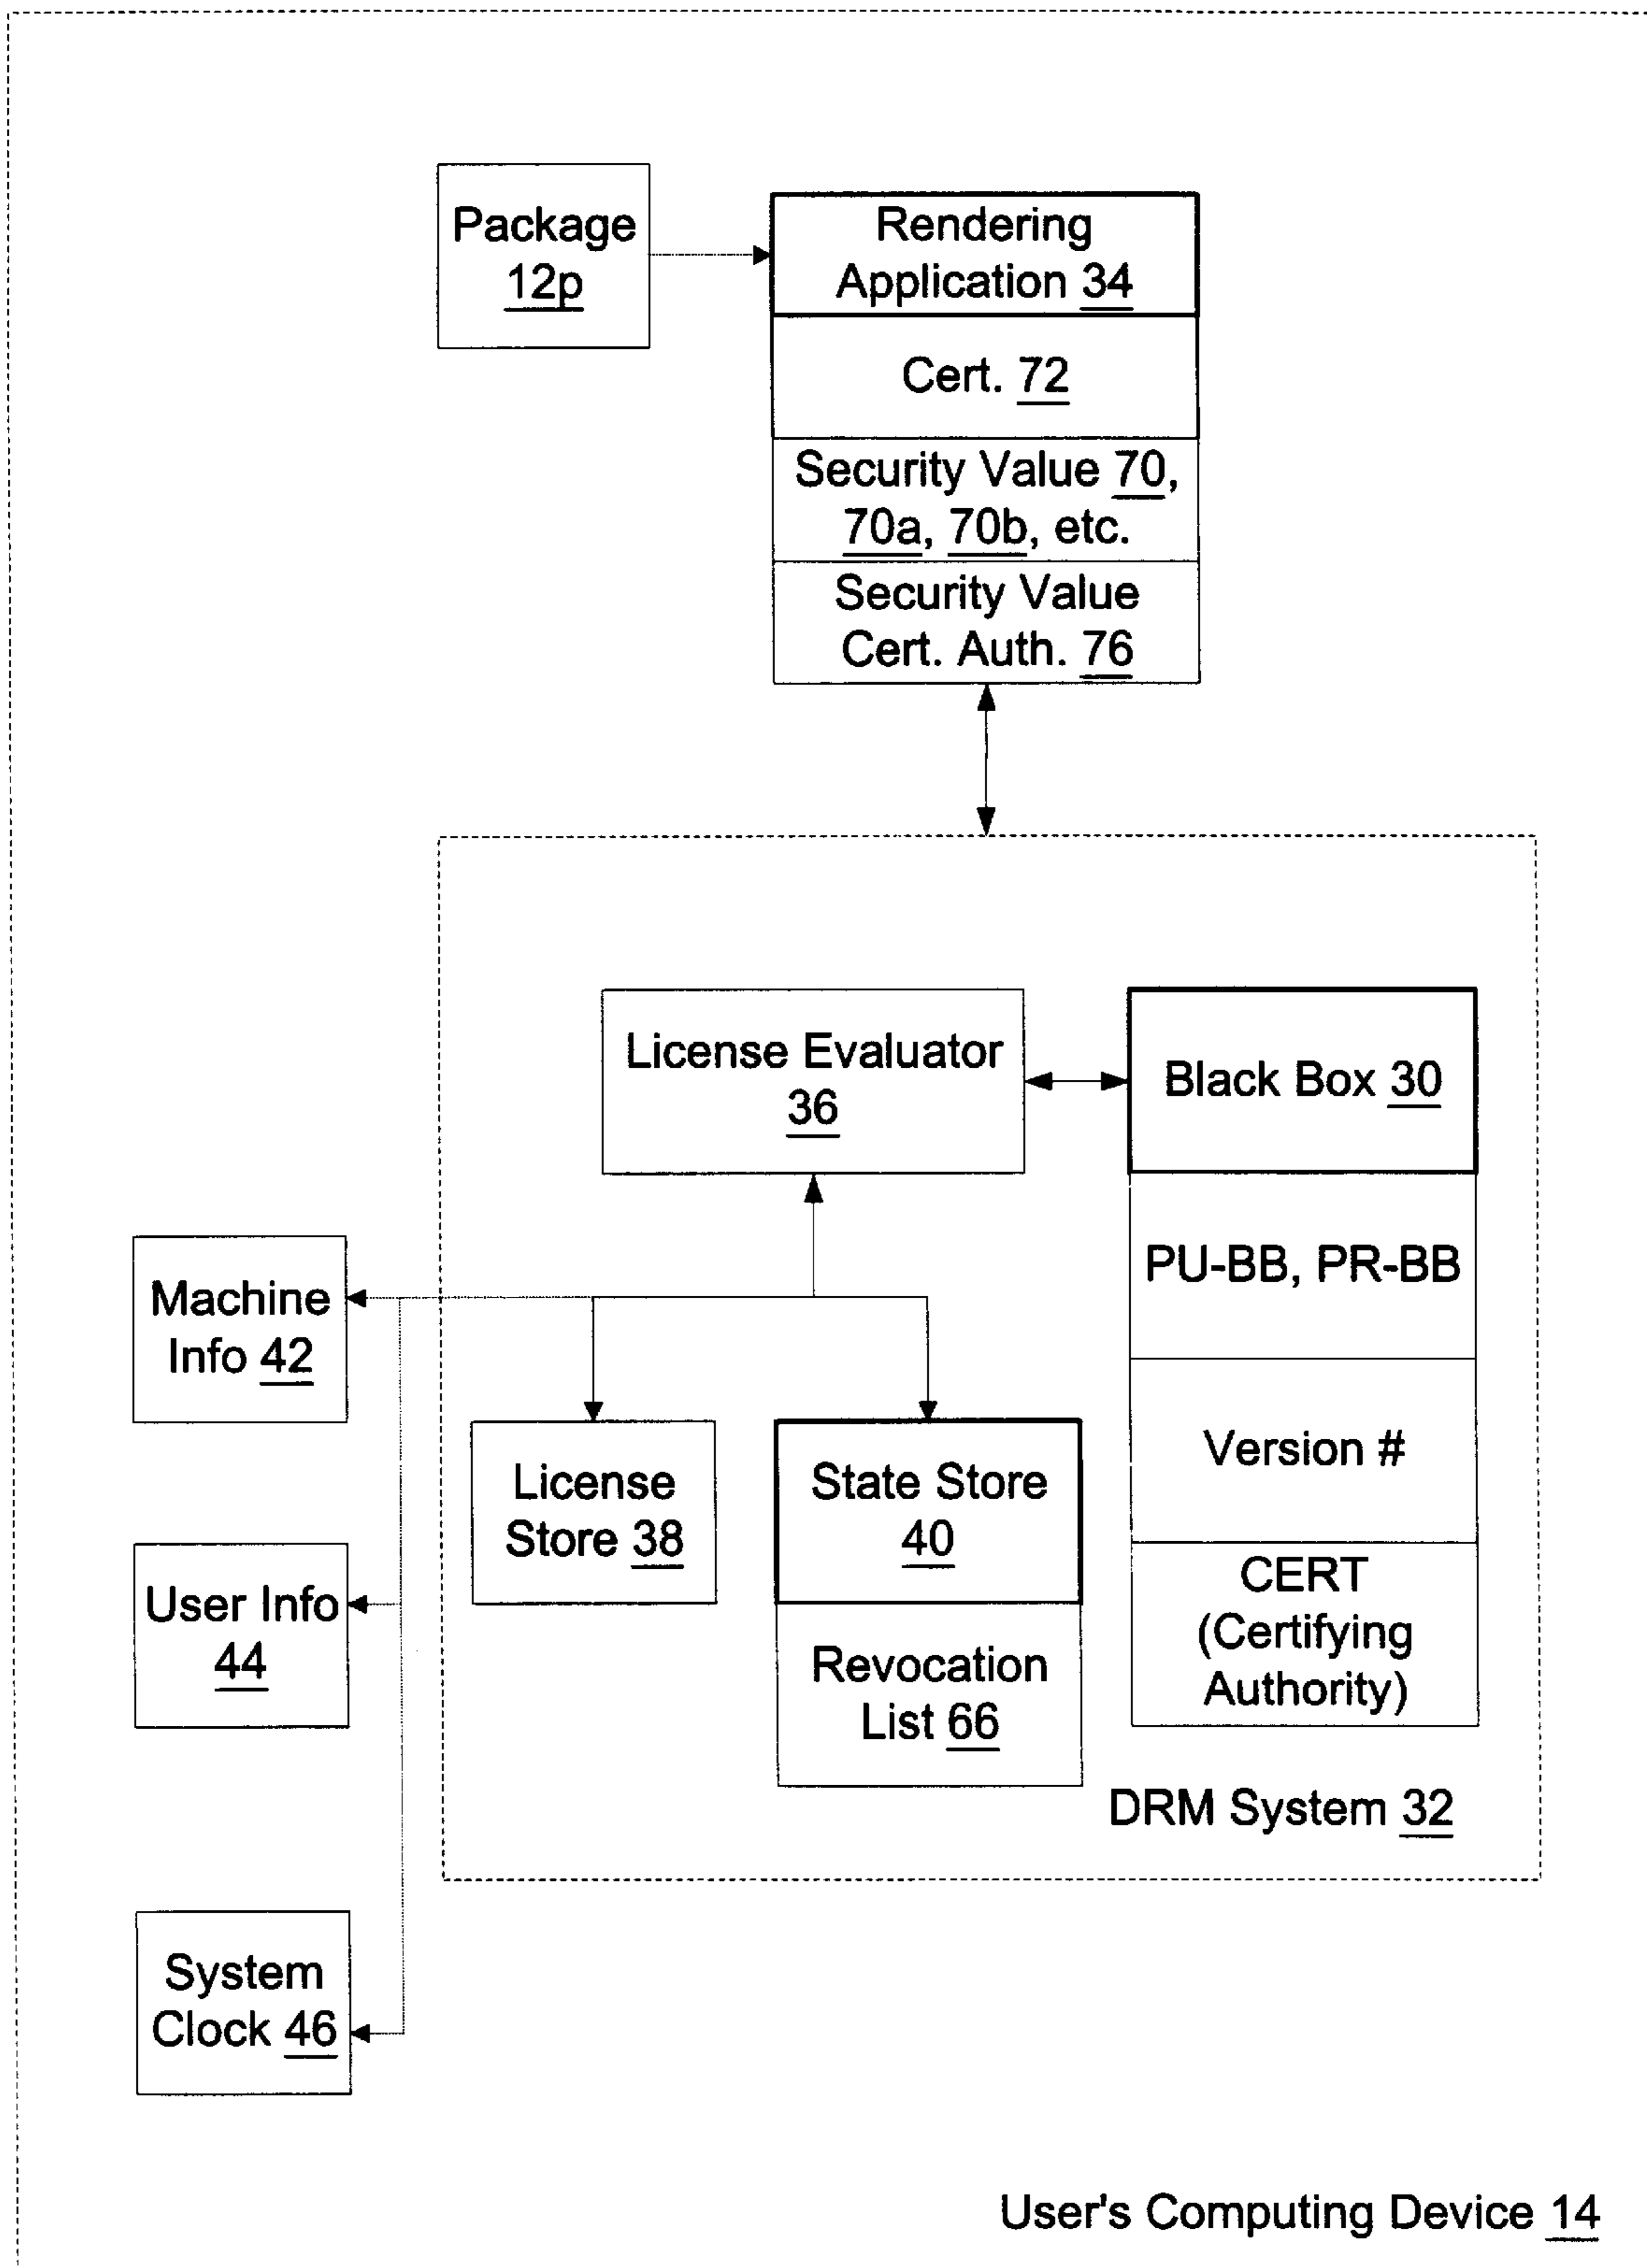 Package
12p
Rendering
Application 34
Cert. 72
Security Value 70,
70a, 70b, etc.
Security Value
Cert. Auth. 76
License Evaluator
36
Black Box 30
PU-BB, PR-BB
Version #
CERT
(Certifying
Authority)
Machine
Info 42
License
Store 38
State Store
40
Revocation
List 66
User Info
44
DRM System 32
System
Clock 46
User's Computing Device 14